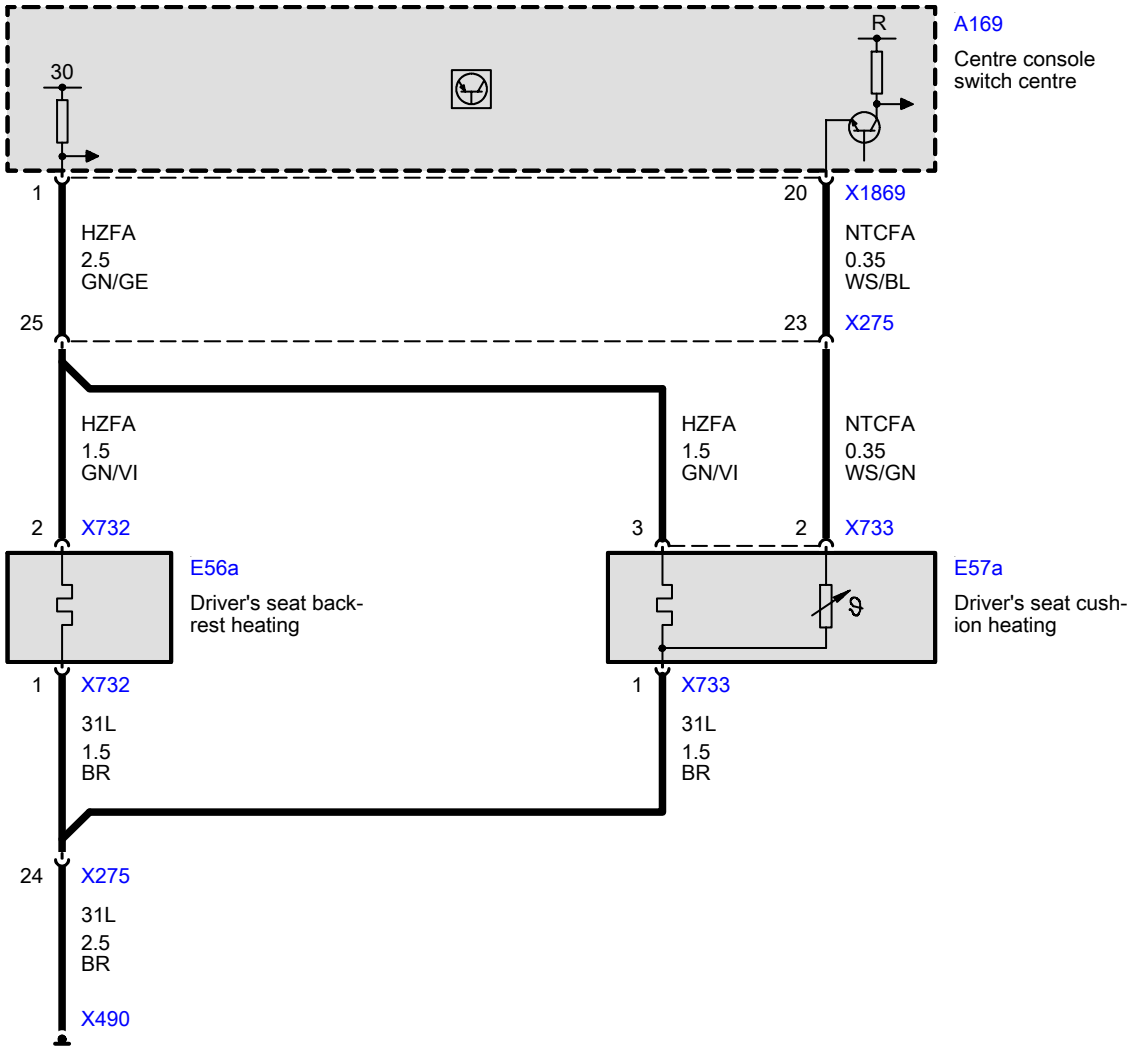 A169
Centre console
switch centre
R
30
1
20
X1869
HZFA
2.5
GN/GE
NTCFA
0.35
WS/BL
25
23
X275
HZFA
1.5
GN/VI
HZFA
1.5
GN/VI
NTCFA
0.35
WS/GN
2
X732
3
2
X733
E56a
Driver's seat back-
rest heating
ϑ
E57a
Driver's seat cush-
ion heating
1
X732
1
X733
31L
1.5
BR
31L
1.5
BR
24
X275
31L
2.5
BR
X490